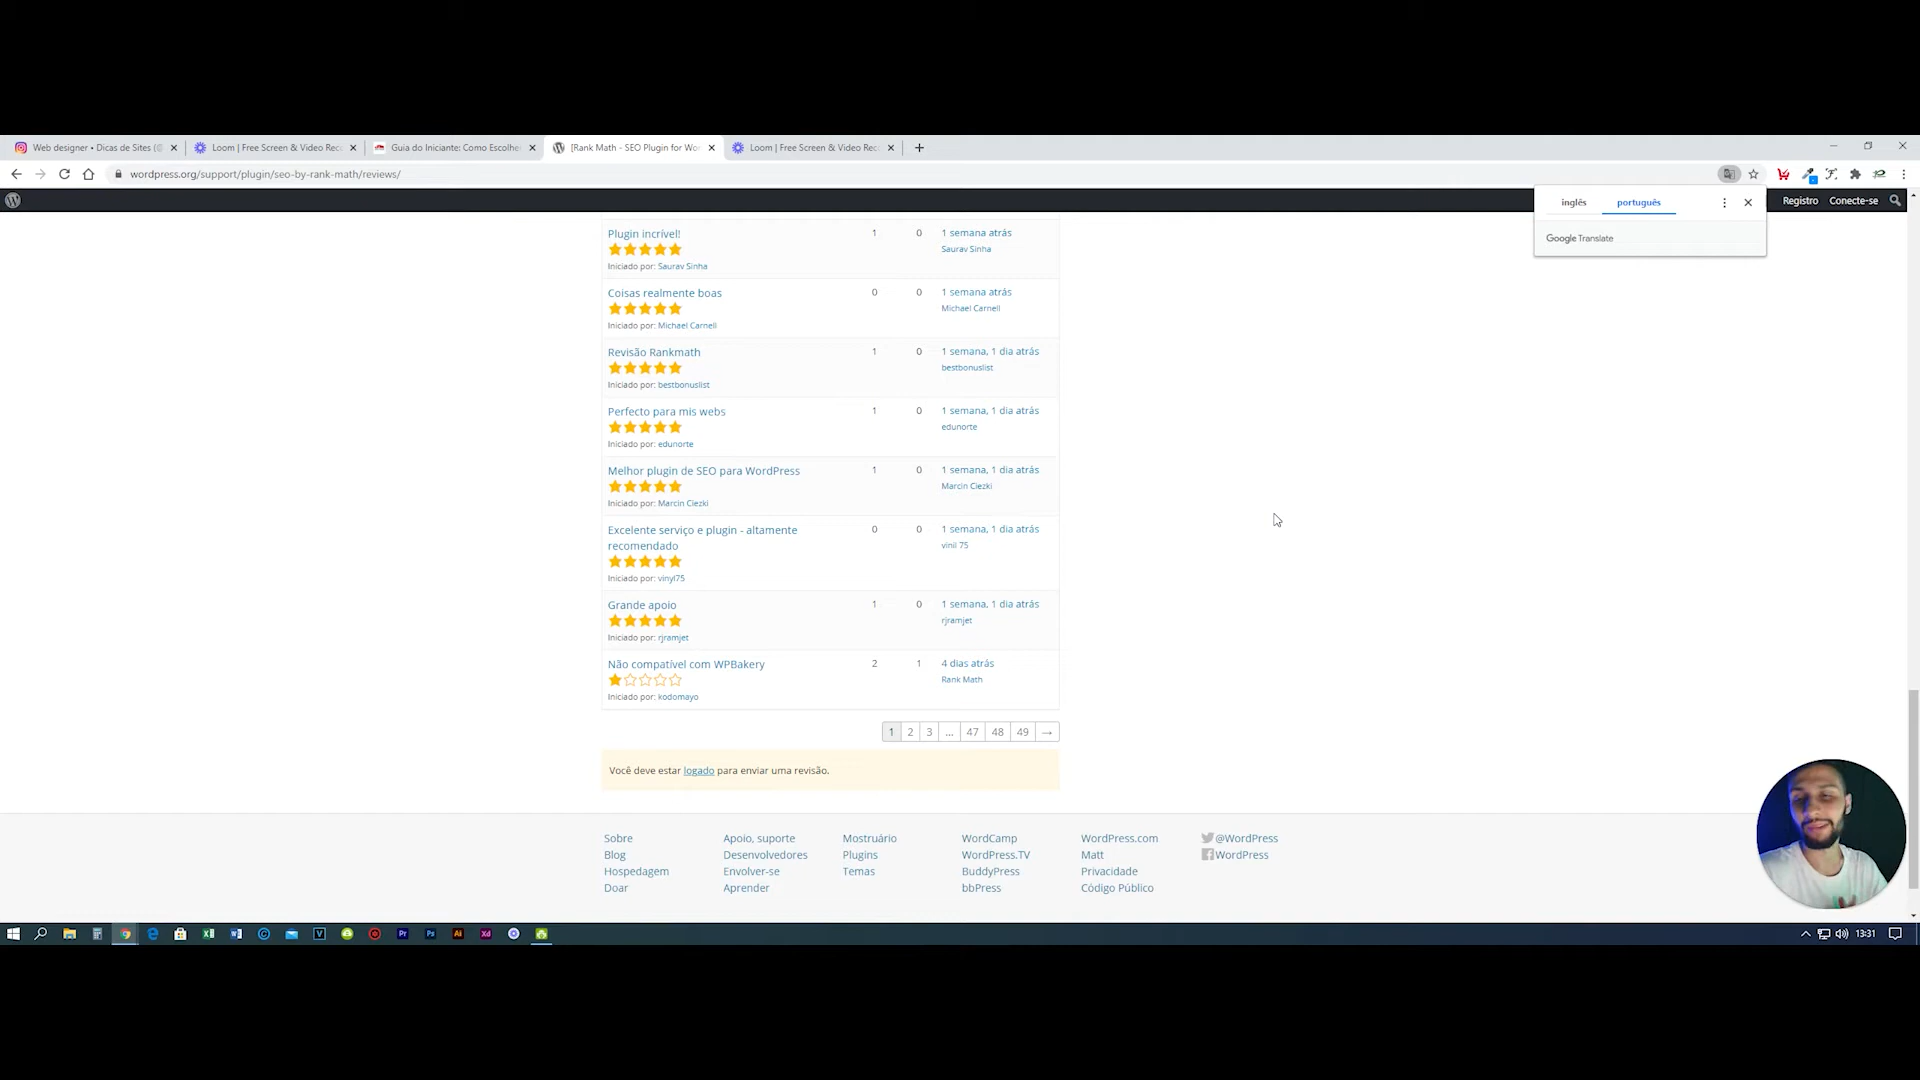 Web designer • Dicas de Sites (@
Loom | Free Screen & Video Rec
Guia do Iniciante: Como Escolhe
[Rank Math - SEO Plugin for Wor
Loom | Free Screen & Video Rec
wordpress.org/support/plugin/seo-by-rank-math/reviews/
inglês português
Google Translate
Registro Conecte-se
Plugin incrível! 1 0 1 semana atrás
Saurav Sinha
Iniciado por: Saurav Sinha
Coisas realmente boas 0 0 1 semana atrás
Michael Carnell
Iniciado por: Michael Carnell
Revisão Rankmath 1 0 1 semana, 1 dia atrás
bestbonuslist
Iniciado por: bestbonuslist
Perfecto para mis webs 1 0 1 semana, 1 dia atrás
edunorte
Iniciado por: edunorte
Melhor plugin de SEO para WordPress 1 0 1 semana, 1 dia atrás
Marcin Ciezki
Iniciado por: Marcin Ciezki
Excelente serviço e plugin - altamente 0 0 1 semana, 1 dia atrás
recomendado vinil 75
Iniciado por: vinyl75
Grande apoio 1 0 1 semana, 1 dia atrás
rjramjet
Iniciado por: rjramjet
Não compatível com WPBakery 2 1 4 dias atrás
Rank Math
Iniciado por: kodomayo
1 2 3 ... 47 48 49 →
Você deve estar logado para enviar uma revisão.
Sobre Apoio, suporte Mostruário WordCamp WordPress.com @WordPress
Blog Desenvolvedores Plugins WordPress.TV Matt WordPress
Hospedagem Envolver-se Temas BuddyPress Privacidade
Doar Aprender bbPress Código Público
13:31